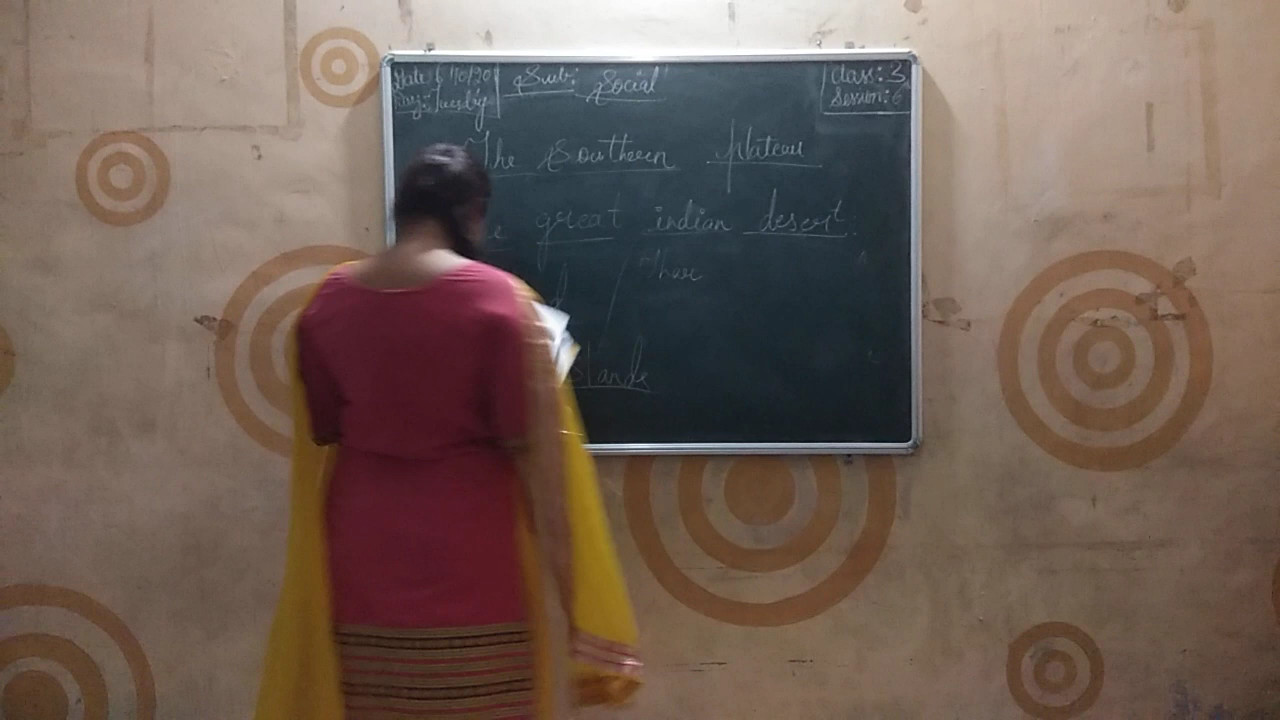 Date 6/10/20 Sub: Social Class: 3
Day: Tuesday Session: 6
The Southern plateau
great indian desert.
Thar